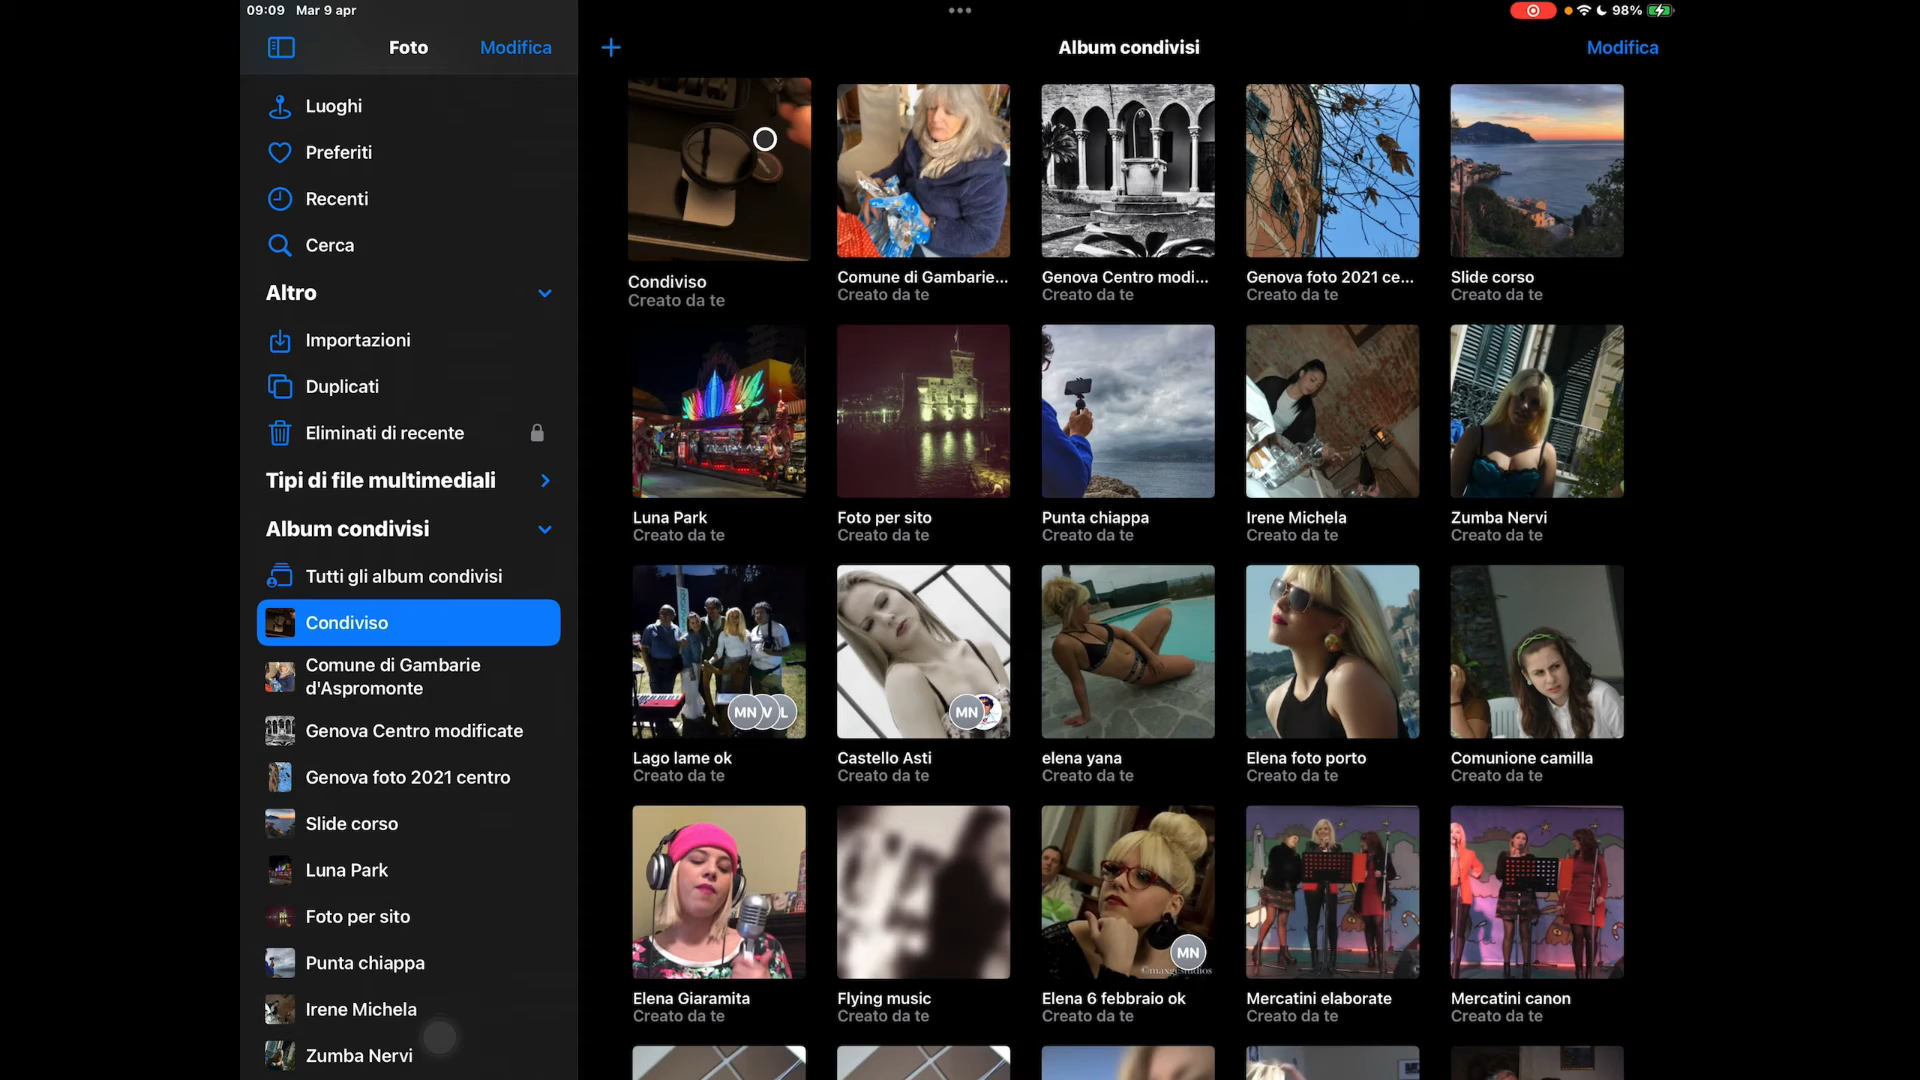 09:09 Mar 9 apr
98%
Foto
Modifica
Luoghi
Preferiti
Recenti
Cerca
Altro
Importazioni
Duplicati
Eliminati di recente
Tipi di file multimediali
Album condivisi
Tutti gli album condivisi
Condiviso
Comune di Gambarie
d'Aspromonte
Genova Centro modificate
Genova foto 2021 centro
Slide corso
Luna Park
Foto per sito
Punta chiappa
Irene Michela
Zumba Nervi
Album condivisi
Modifica
Condiviso
Creato da te
Comune di Gambarie...
Creato da te
Genova Centro modi...
Creato da te
Genova foto 2021 ce...
Creato da te
Slide corso
Creato da te
Luna Park
Creato da te
Foto per sito
Creato da te
Punta chiappa
Creato da te
Irene Michela
Creato da te
Zumba Nervi
Creato da te
MN V L
Lago lame ok
Creato da te
MN
Castello Asti
Creato da te
elena yana
Creato da te
Elena foto porto
Creato da te
Comunione camilla
Creato da te
Elena Giaramita
Creato da te
Flying music
Creato da te
MN
Elena 6 febbraio ok
Creato da te
Mercatini elaborate
Creato da te
Mercatini canon
Creato da te